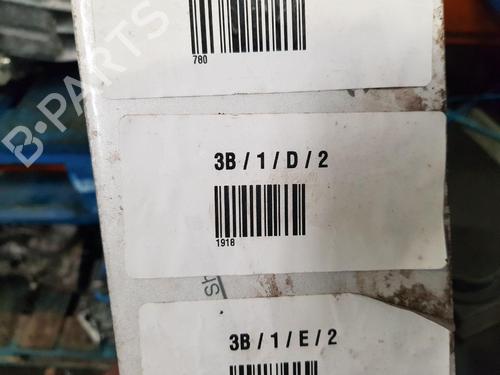 780
3B / 1 / D / 2
1918
3B / 1 / E / 2
B-PARTS